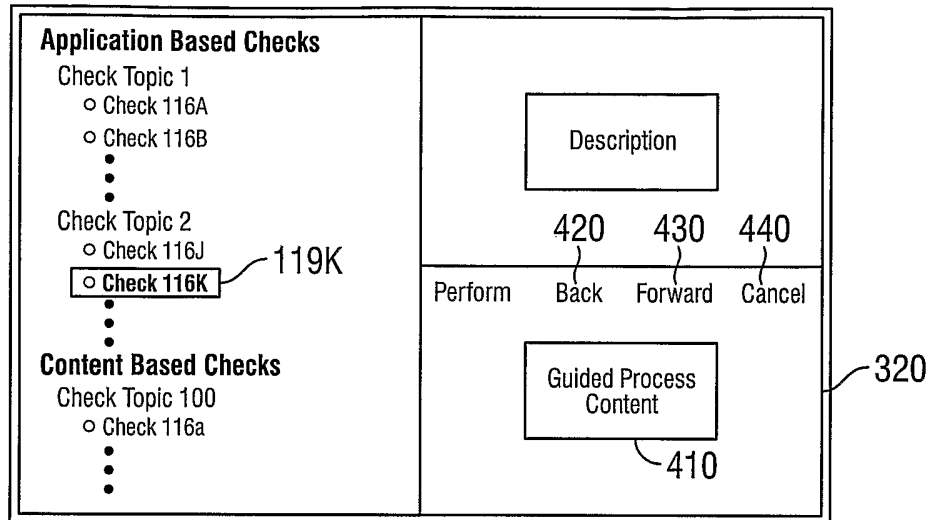 Application Based Checks
Check Topic 1
Check 116A
Check 116B
Check Topic 2
Check 116J
Check 116K
119K
Content Based Checks
Check Topic 100
Check 116a
Description
420 430 440
Perform Back Forward Cancel
Guided Process
Content
320
410